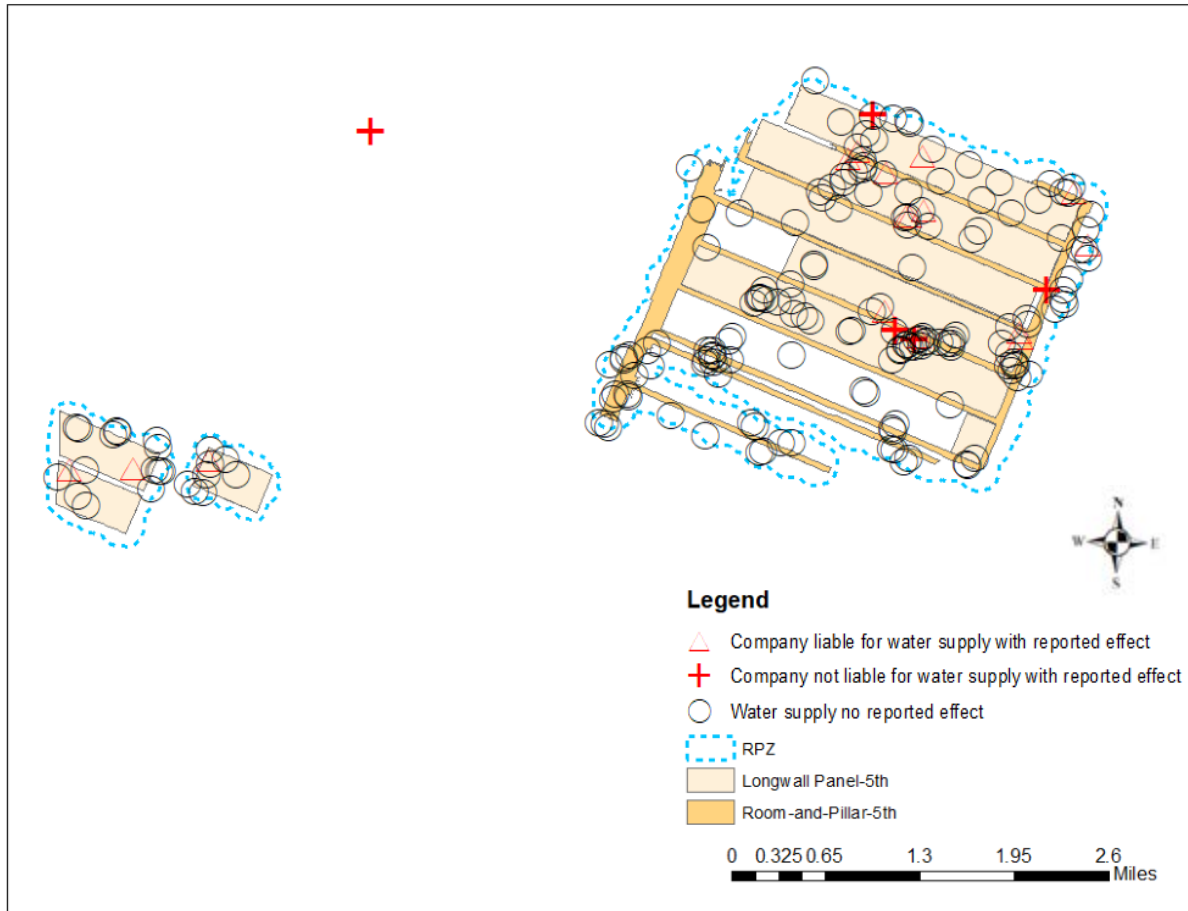 N
W E
S
Legend
Company liable for water supply with reported effect
Company not liable for water supply with reported effect
Water supply no reported effect
RPZ
Longwall Panel-5th
Room-and-Pillar-5th
0 0.325 0.65 1.3 1.95 2.6
Miles